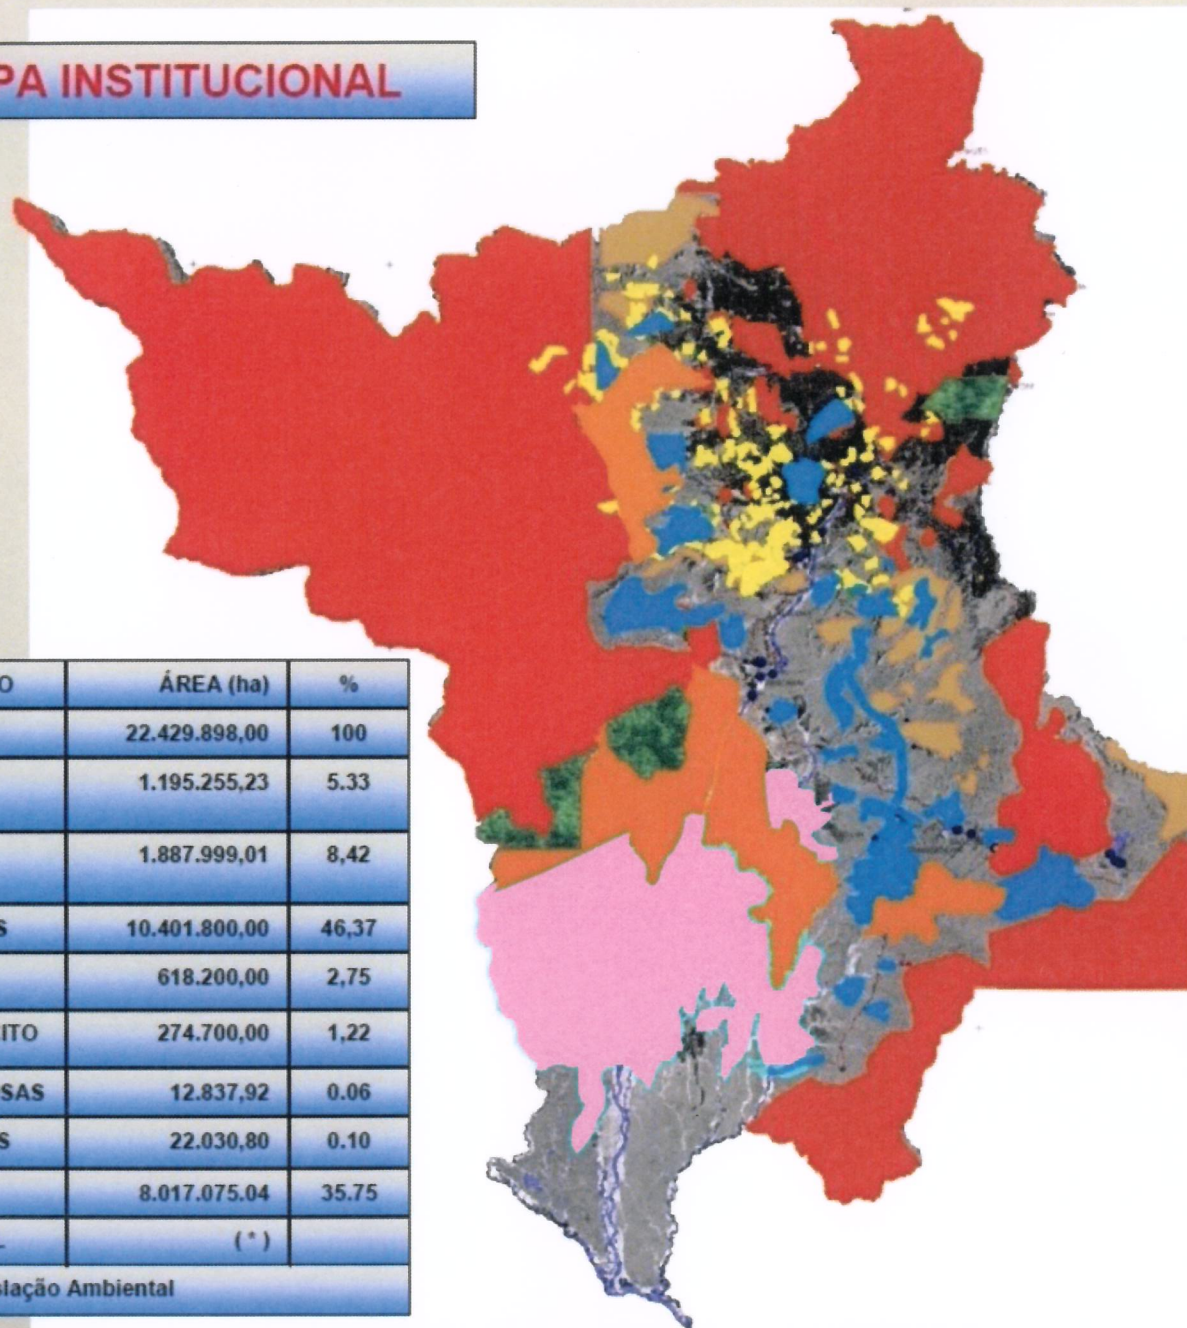 PA INSTITUCIONAL
O ÁREA (ha) %
22.429.898,00 100
1.195.255,23 5.33
1.887.999,01 8,42
S 10.401.800,00 46,37
618.200,00 2,75
ITO 274.700,00 1,22
SAS 12.837,92 0.06
S 22.030,80 0.10
8.017.075.04 35.75
L ( * )
slação Ambiental